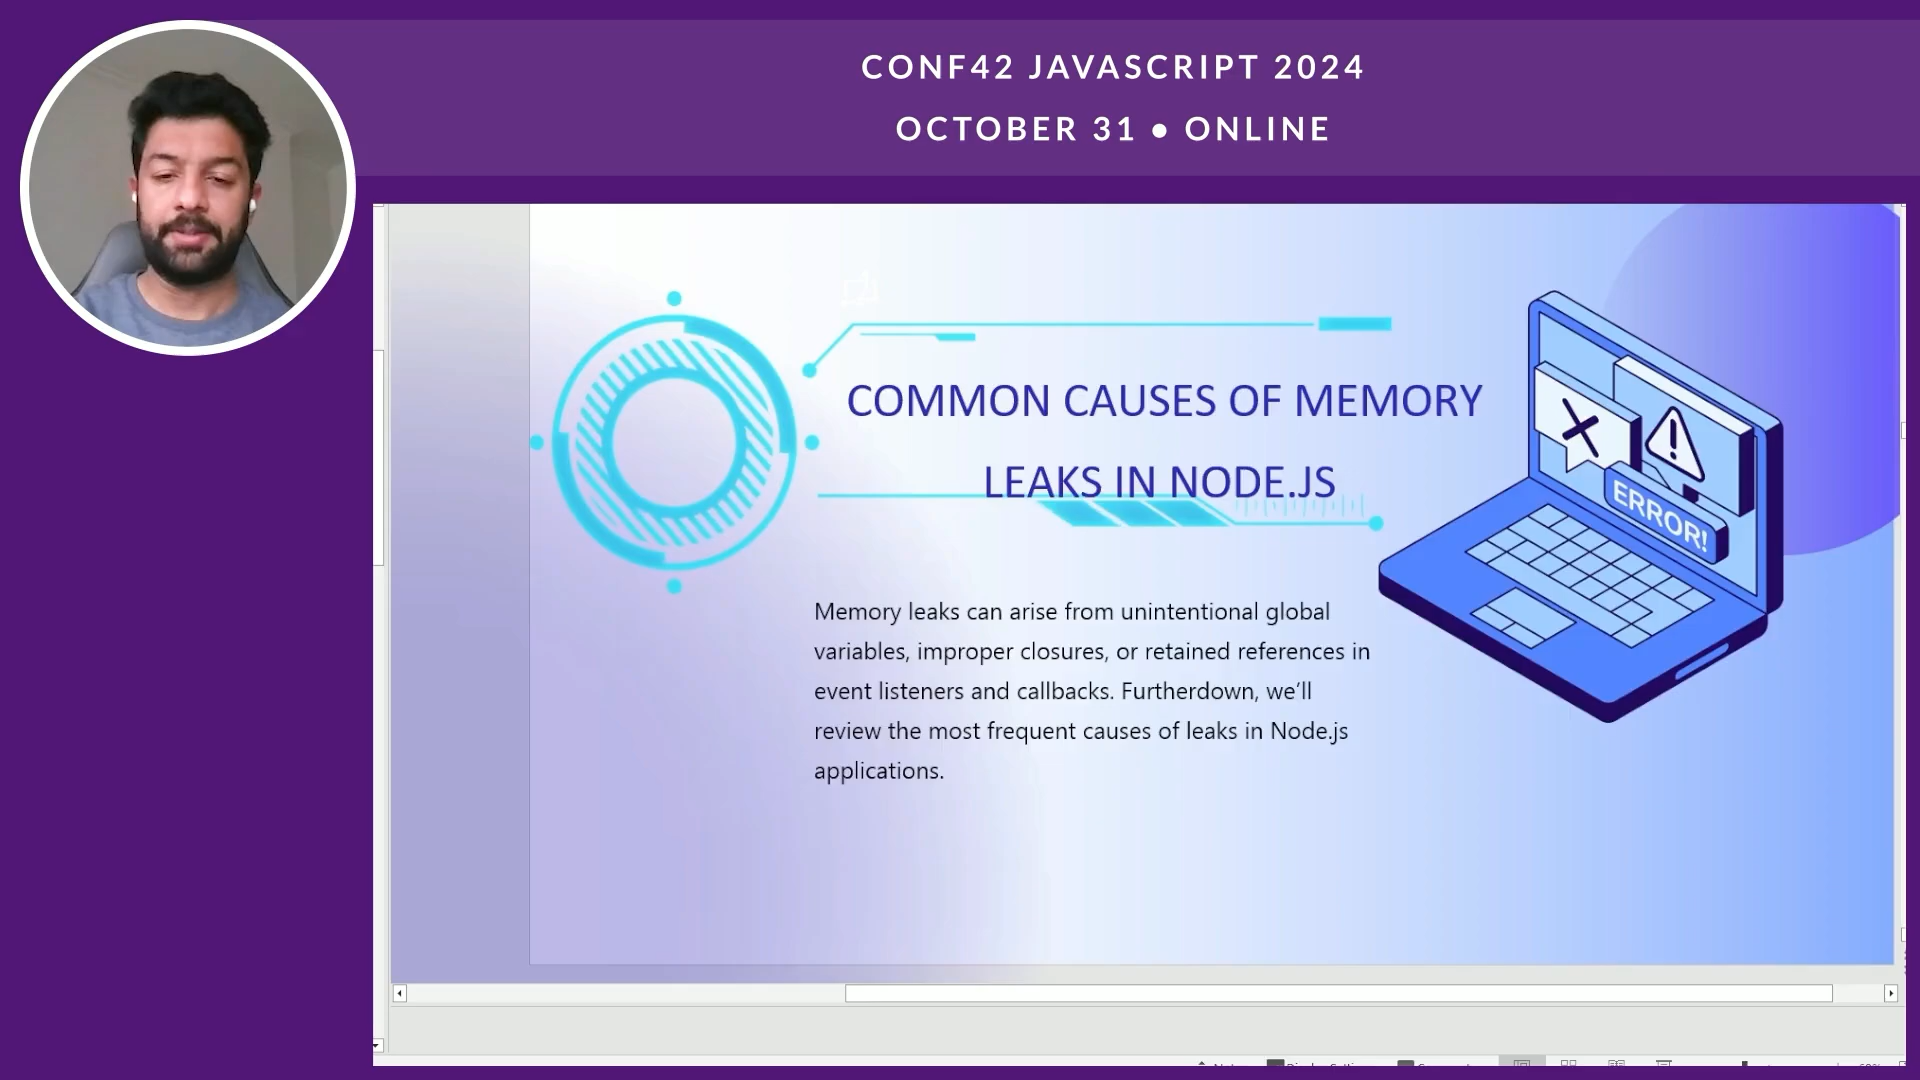 CONF42 JAVASCRIPT 2024
OCTOBER 31 ● ONLINE
COMMON CAUSES OF MEMORY
LEAKS IN NODE.JS
ERROR!
Memory leaks can arise from unintentional global
variables, improper closures, or retained references in
event listeners and callbacks. Furtherdown, we’ll
review the most frequent causes of leaks in Node.js
applications.